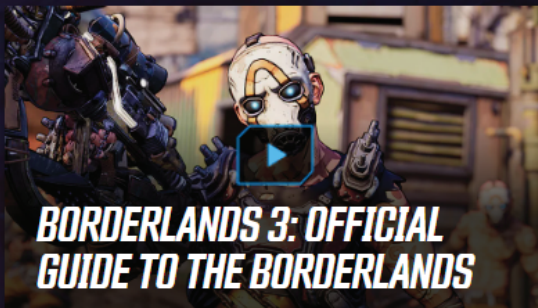 BORDERLANDS 3: OFFICIAL
GUIDE TO THE BORDERLANDS